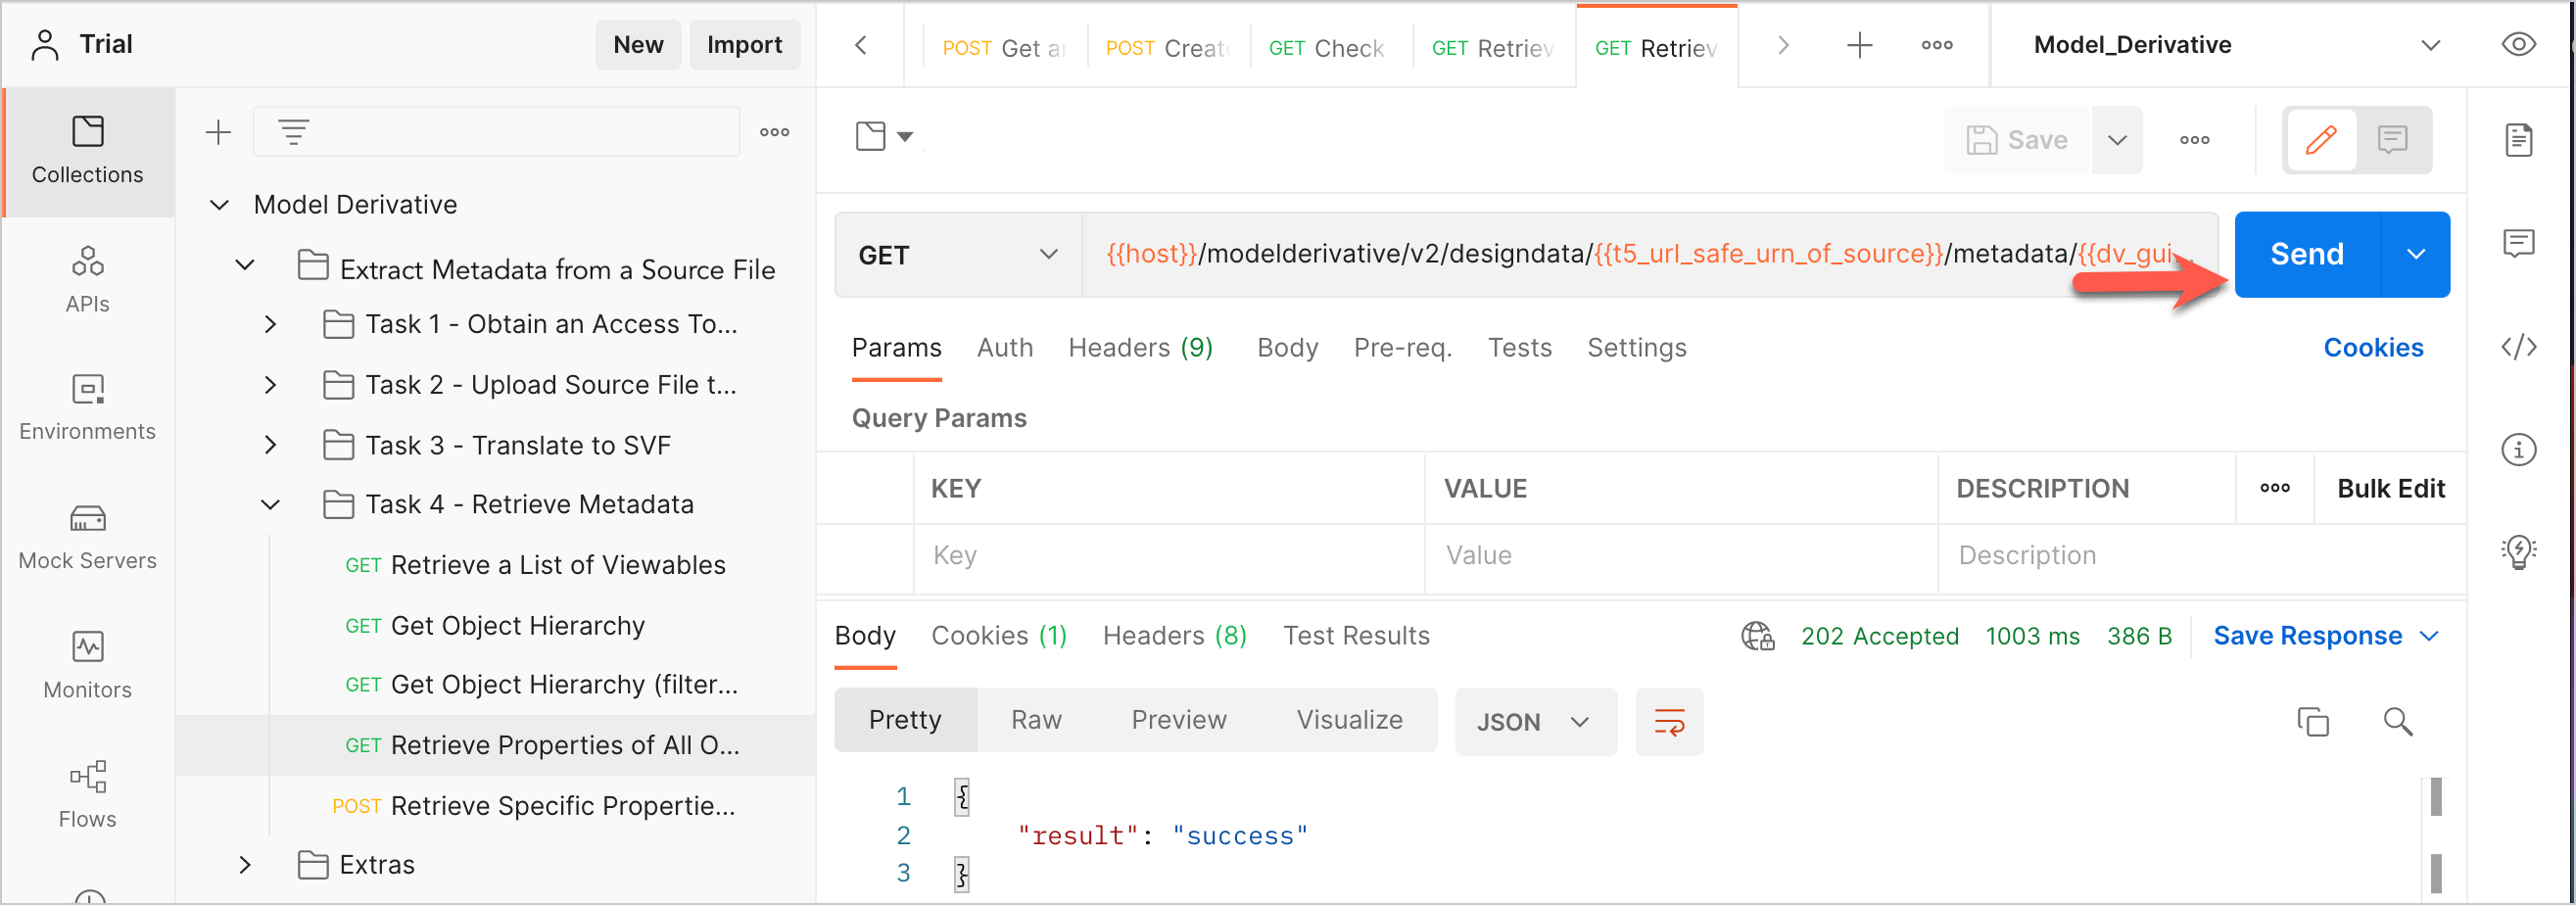 Trial
New
Import
POST Get a
POST Create
GET Check
GET Retriev
GET Retriev
Model_Derivative
Collections
APIs
Environments
Mock Servers
Monitors
Flows
Model Derivative
Extract Metadata from a Source File
Task 1 - Obtain an Access To...
Task 2 - Upload Source File t...
Task 3 - Translate to SVF
Task 4 - Retrieve Metadata
GET Retrieve a List of Viewables
GET Get Object Hierarchy
GET Get Object Hierarchy (filter...
GET Retrieve Properties of All O...
POST Retrieve Specific Propertie...
Extras
Save
GET
{{host}}/modelderivative/v2/designdata/{{t5_url_safe_urn_of_source}}/metadata/{{dv_gui...
Send
Params Auth Headers (9) Body Pre-req. Tests Settings
Cookies
Query Params
KEY VALUE DESCRIPTION Bulk Edit
Key Value Description
Body Cookies (1) Headers (8) Test Results
202 Accepted 1003 ms 386 B Save Response
Pretty Raw Preview Visualize JSON
1 {
2 "result": "success"
3 }